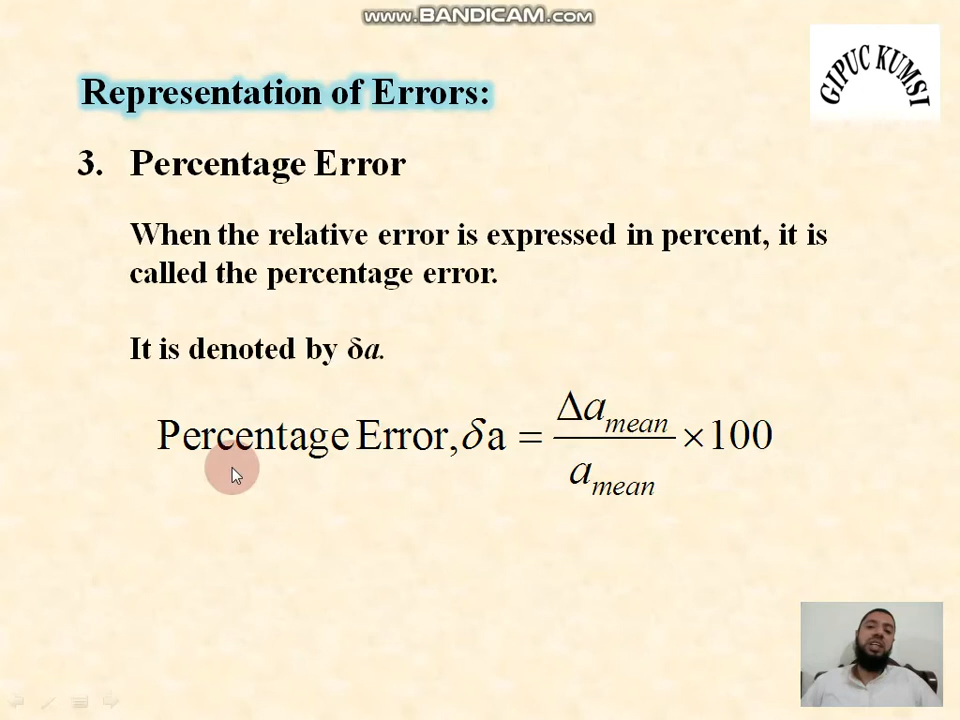 www.BANDICAM.com
GIPUC KUMSI
Representation of Errors:
3. Percentage Error
When the relative error is expressed in percent, it is
called the percentage error.
It is denoted by δa.
Percentage Error, δa = Δa_mean / a_mean ×100